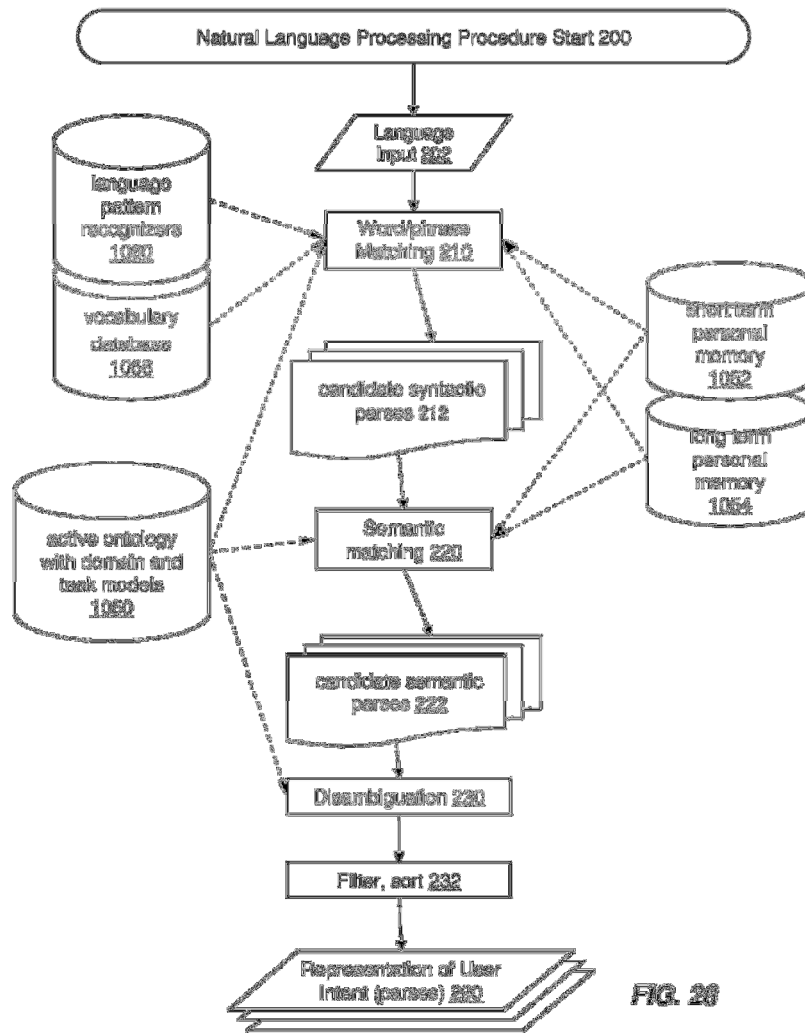 Natural Language Processing Procedure Start 200
Language
Input 202
language
pattern
recognizers
1060
Word/phrase
Matching 210
vocabulary
database
1058
short term
personal
memory
1052
candidate syntactic
parses 212
long term
personal
memory
1054
Semantic
matching 220
active ontology
with domain and
task models
1050
candidate semantic
parses 222
Disambiguation 230
Filter, sort 232
Representation of User
Intent (parses) 290
FIG. 28